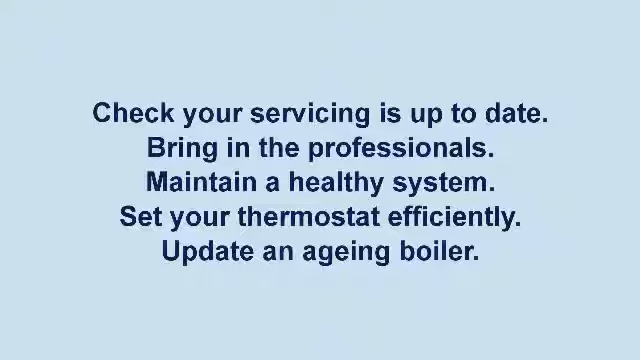 Check your servicing is up to date.
Bring in the professionals.
Maintain a healthy system.
Set your thermostat efficiently.
Update an ageing boiler.